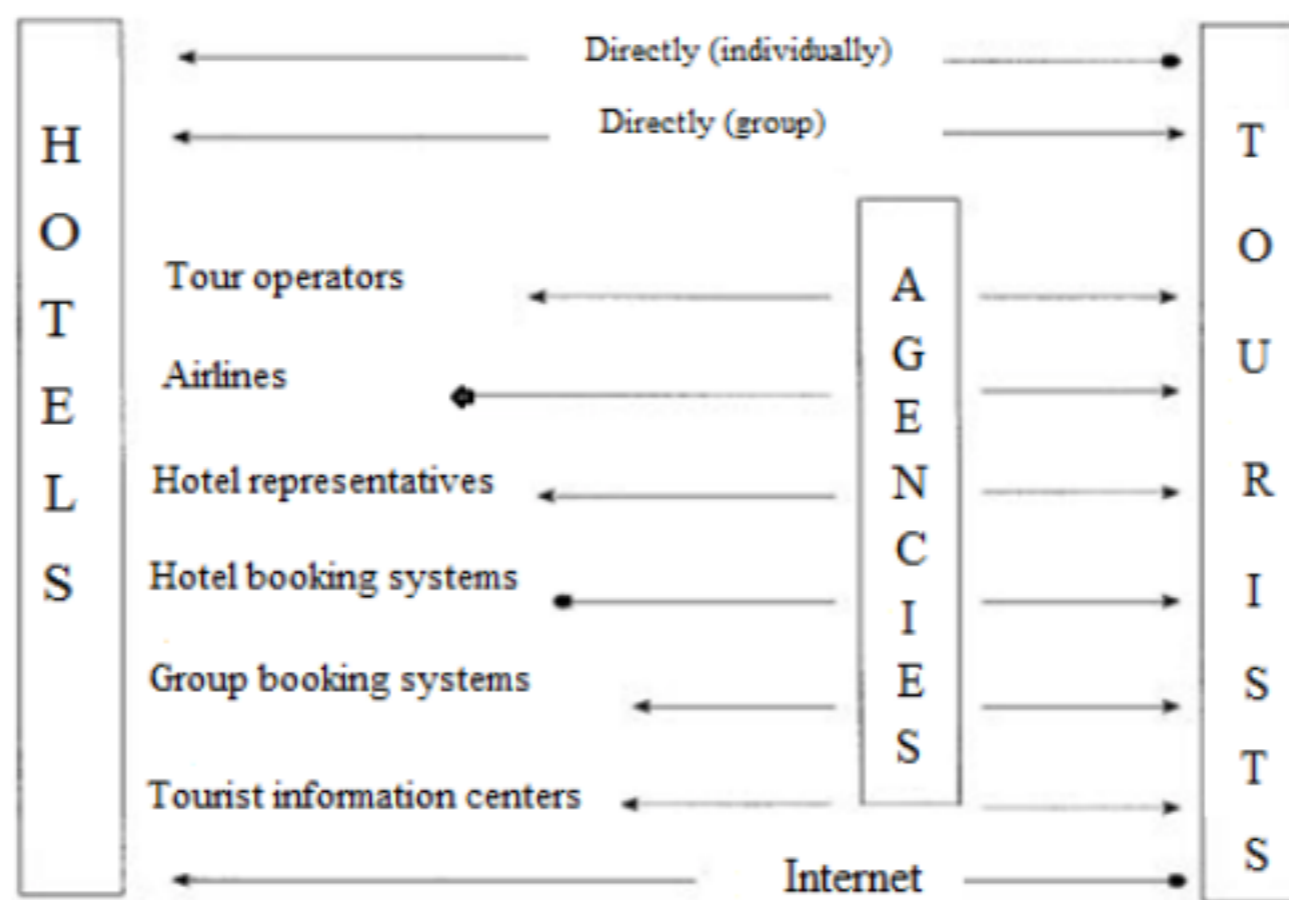 HOTELS
Directly (individually)
Directly (group)
Tour operators
Airlines
Hotel representatives
Hotel booking systems
Group booking systems
Tourist information centers
Internet
AGENCIES
TOURISTS